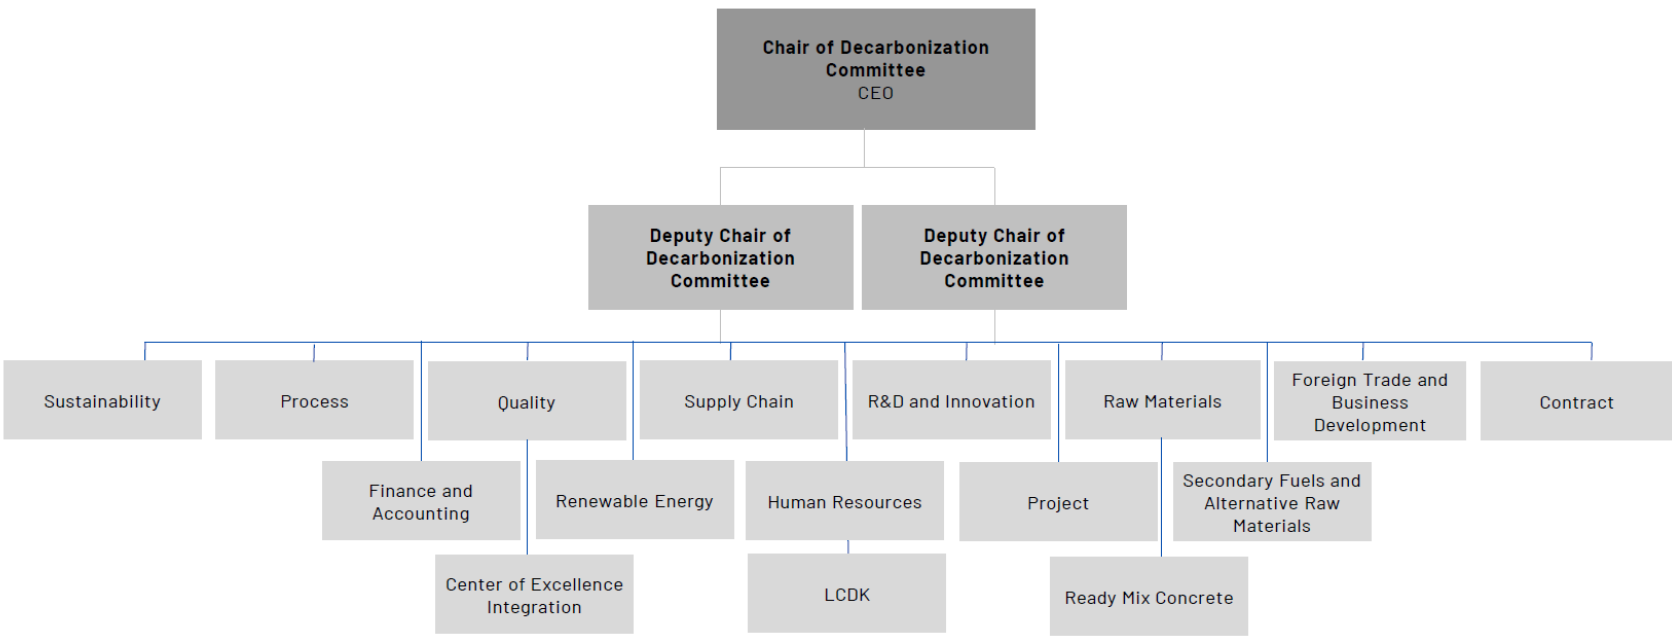 Chair of Decarbonization
Committee
CEO
Deputy Chair of
Decarbonization
Committee
Deputy Chair of
Decarbonization
Committee
Sustainability
Process
Quality
Supply Chain
R&D and Innovation
Raw Materials
Foreign Trade and
Business
Development
Contract
Finance and
Accounting
Renewable Energy
Human Resources
Project
Secondary Fuels and
Alternative Raw
Materials
Center of Excellence
Integration
LCDK
Ready Mix Concrete